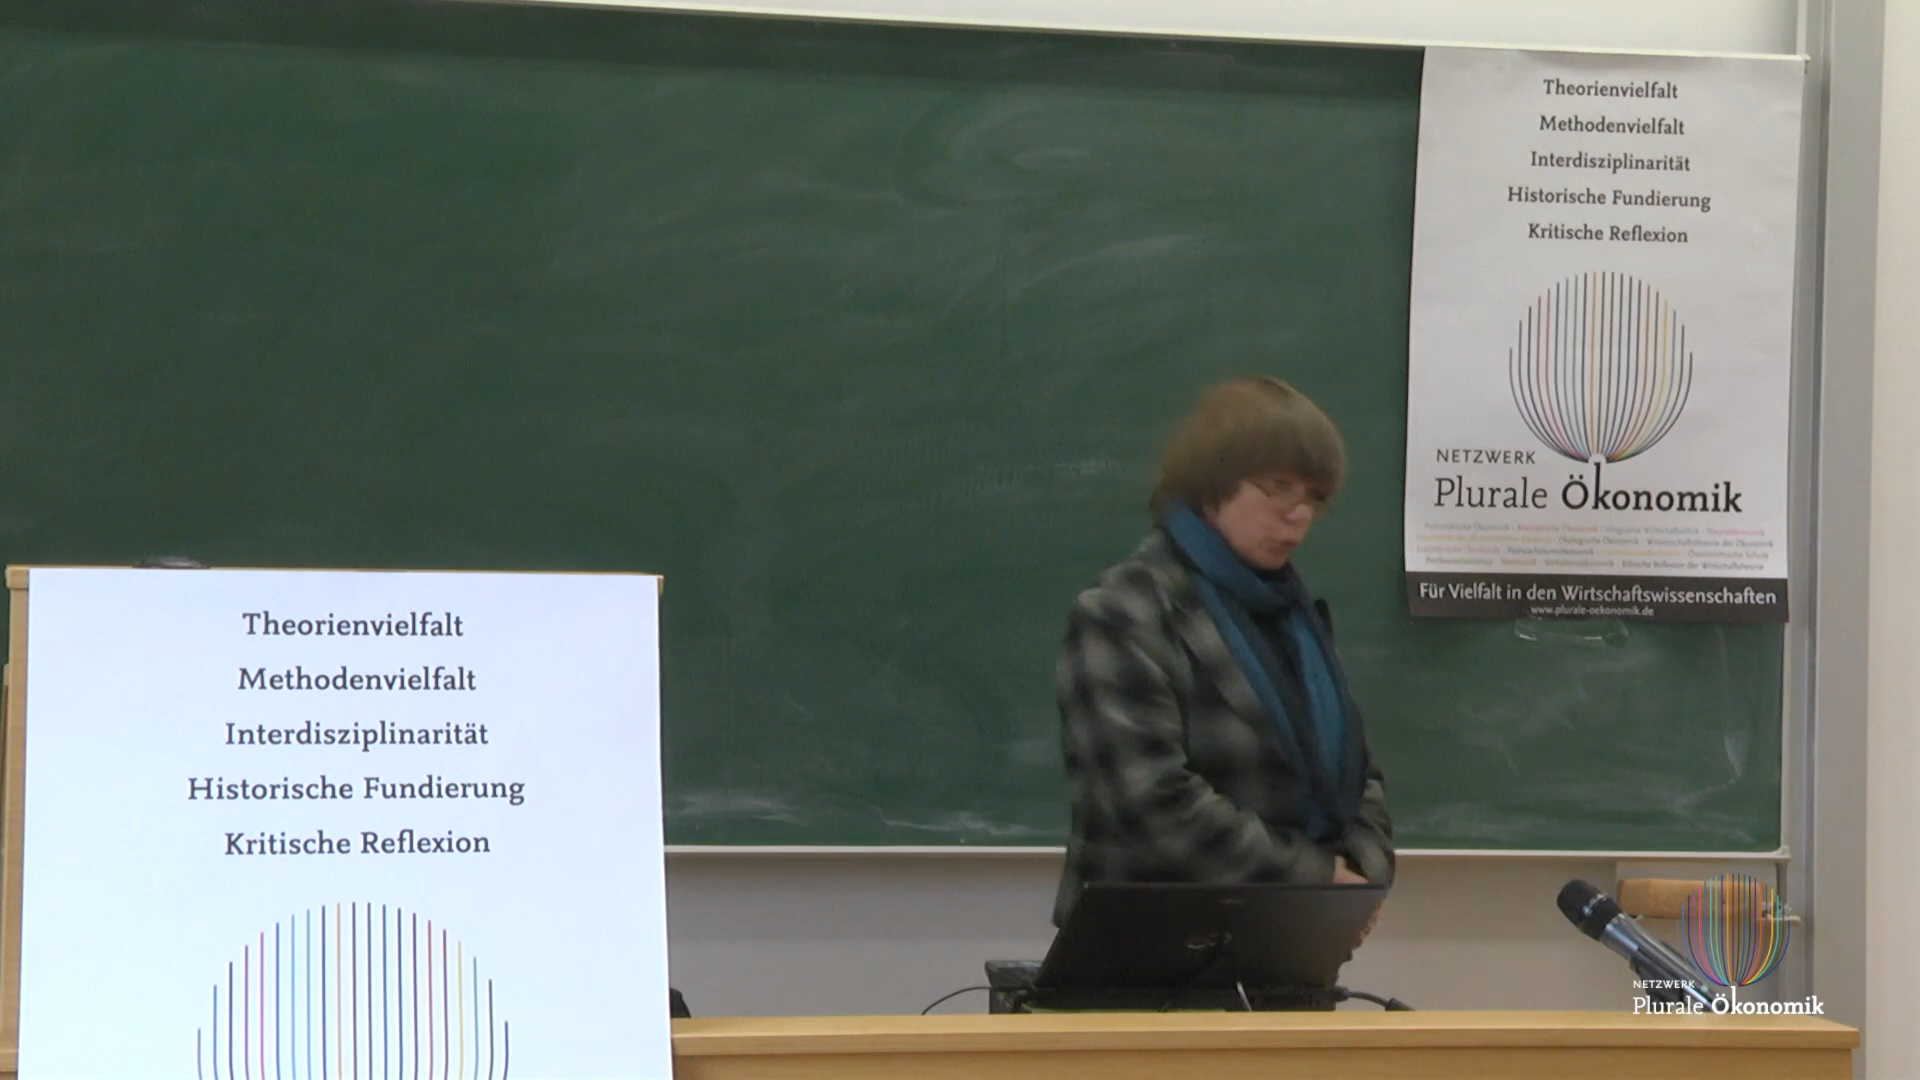 Theorienvielfalt
Methodenvielfalt
Interdisziplinarität
Historische Fundierung
Kritische Reflexion
NETZWERK
Plurale Ökonomik
Für Vielfalt in den Wirtschaftswissenschaften
www.plurale-oekonomik.de
Theorienvielfalt
Methodenvielfalt
Interdisziplinarität
Historische Fundierung
Kritische Reflexion
NETZWERK
Plurale Ökonomik